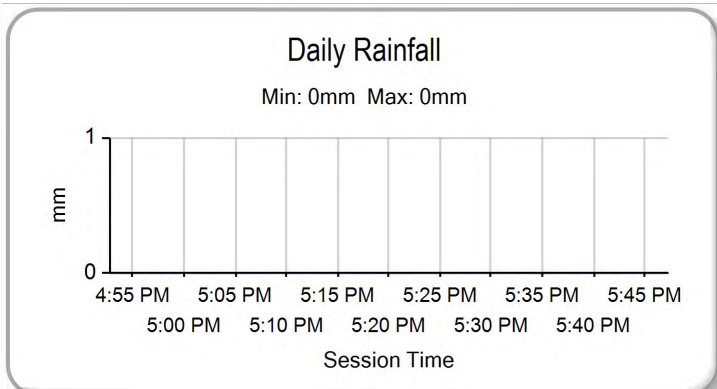 Daily Rainfall
Min: 0mm  Max: 0mm
1
mm
0
4:55 PM 5:05 PM 5:15 PM 5:25 PM 5:35 PM 5:45 PM
5:00 PM 5:10 PM 5:20 PM 5:30 PM 5:40 PM
Session Time